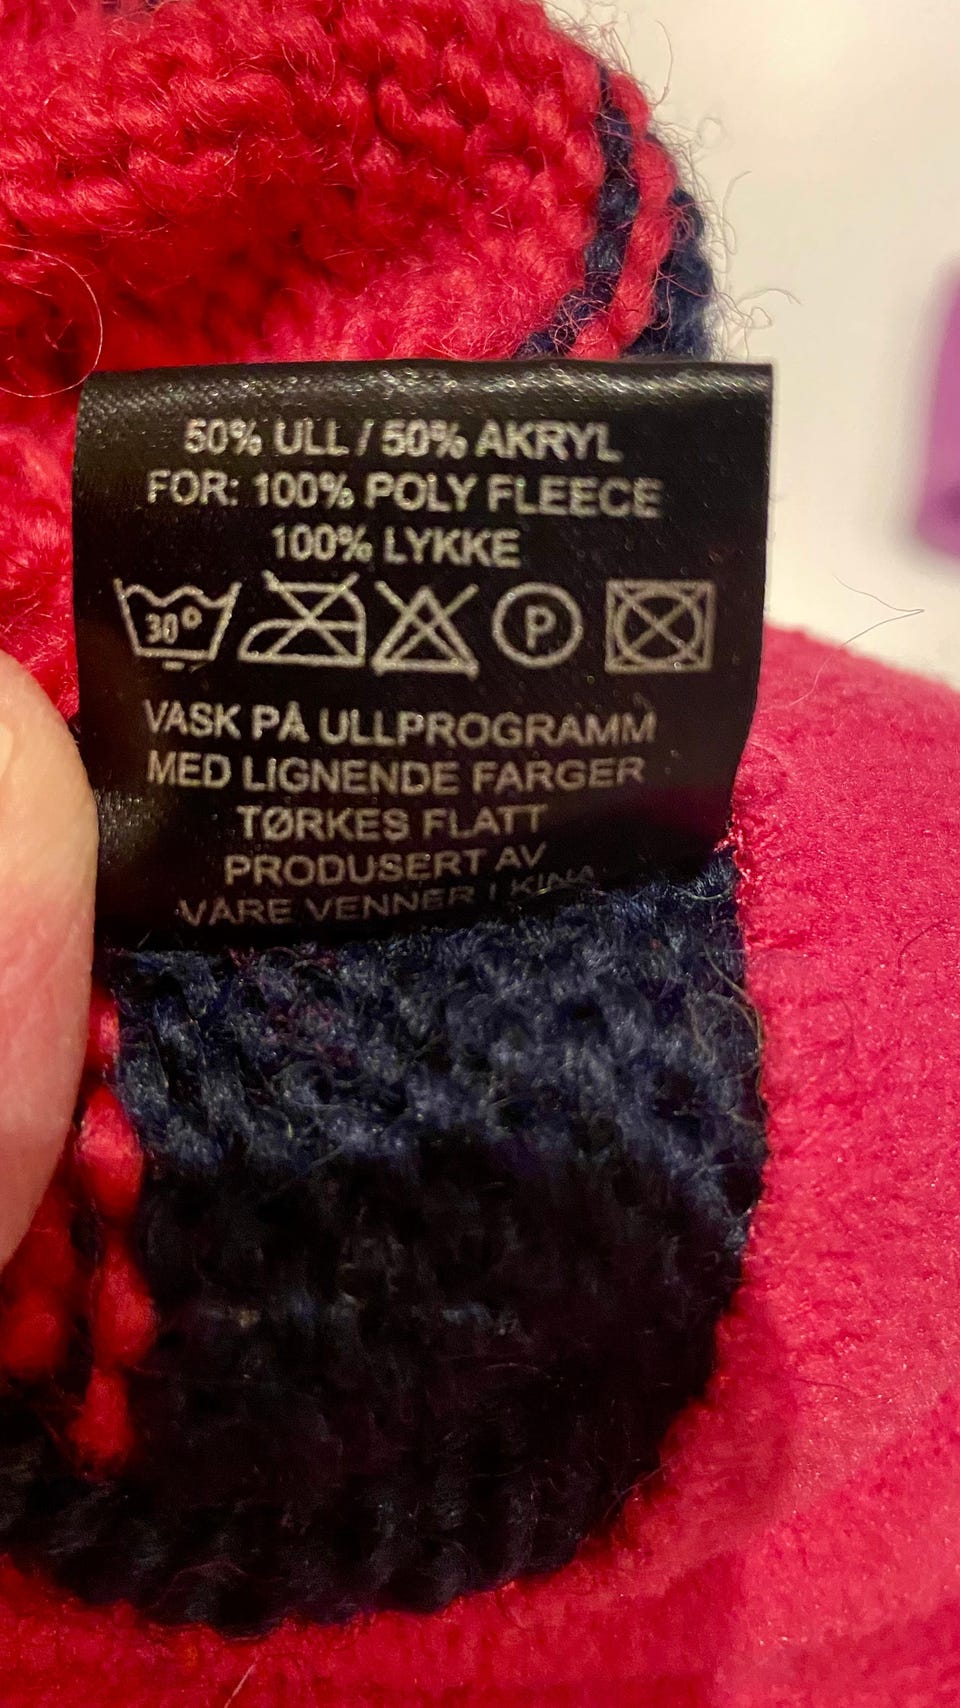 50% ULL / 50% AKRYL
FOR: 100% POLY FLEECE
100% LYKKE
30° P
VASK PÅ ULLPROGRAMM
MED LIGNENDE FARGER
TØRKES FLATT
PRODUSERT AV
VÅRE VENNER I KINA